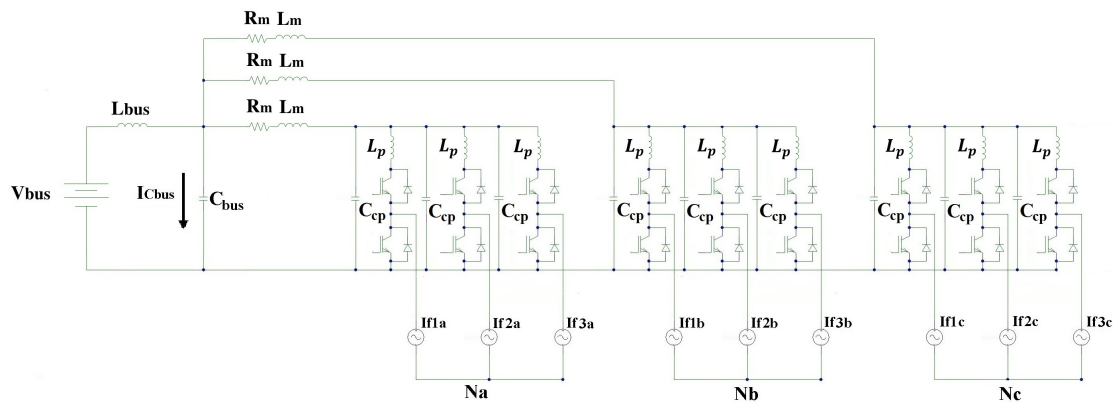 Rm Lm
Rm Lm
Lbus
Rm Lm
Lp Lp Lp
Lp Lp Lp
Lp Lp Lp
Vbus
ICbus
Cbus
Ccp Ccp Ccp
Ccp Ccp Ccp
Ccp Ccp Ccp
If1a If2a If3a
If1b If2b If3b
If1c If2c If3c
Na Nb Nc